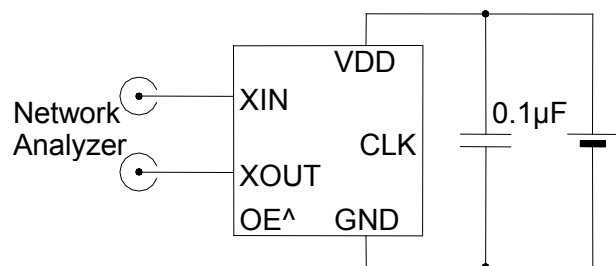 VDD
Network
Analyzer
XIN
0.1µF
CLK
XOUT
OE^
GND